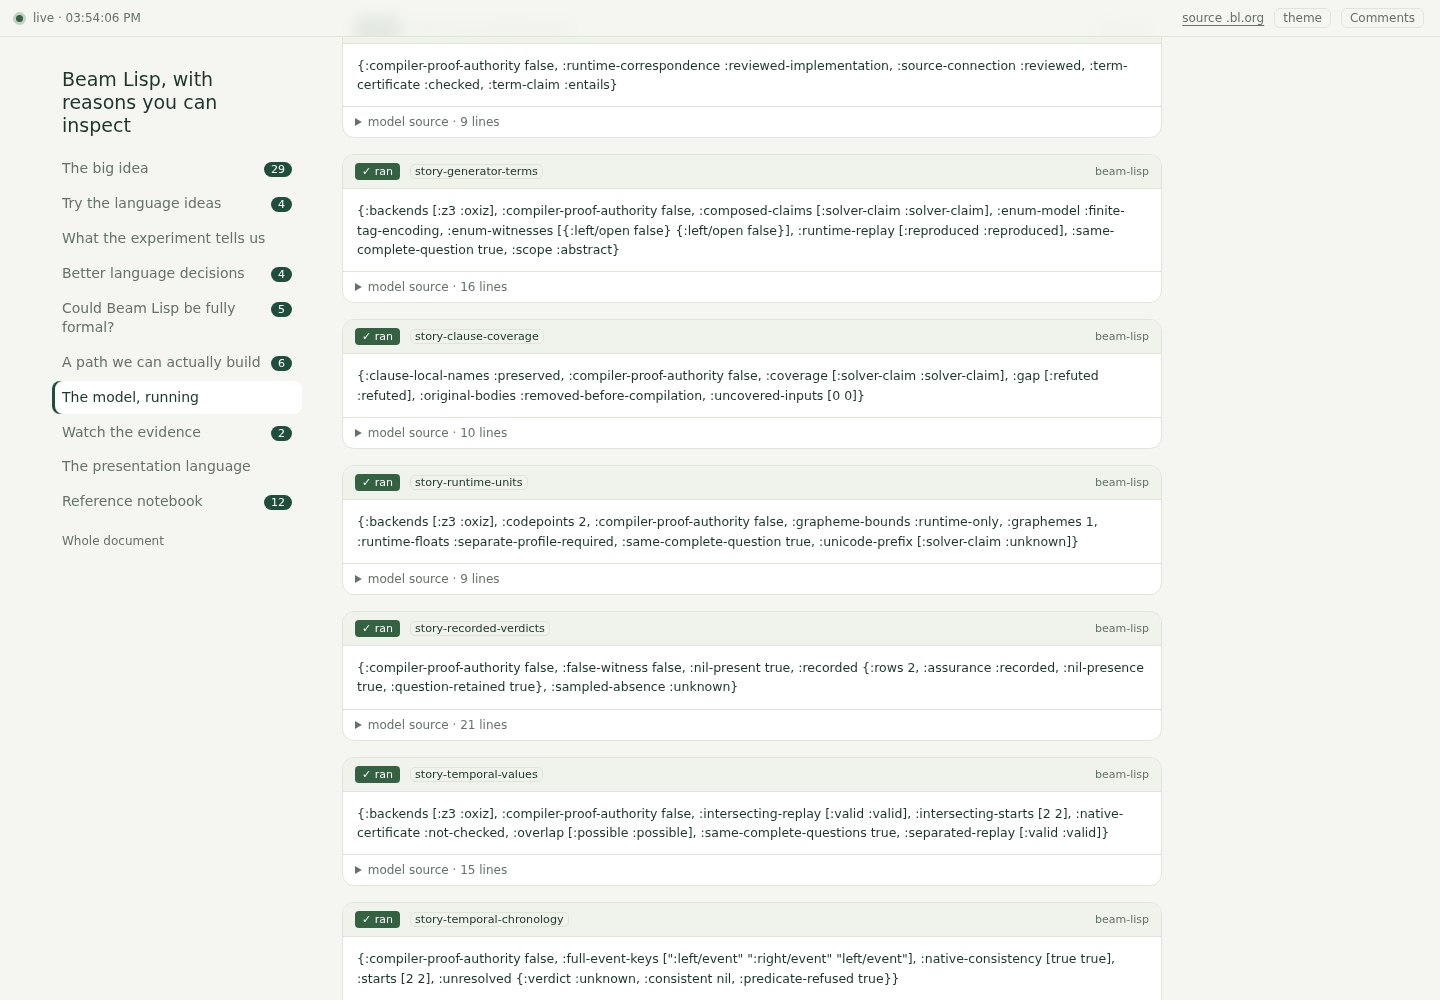 live · 03:54:06 PM
source .bl.org
theme
Comments
Beam Lisp, with
reasons you can
inspect
The big idea 29
Try the language ideas 4
What the experiment tells us
Better language decisions 4
Could Beam Lisp be fully
formal? 5
A path we can actually build 6
The model, running
Watch the evidence 2
The presentation language
Reference notebook 12
Whole document
{:compiler-proof-authority false, :runtime-correspondence :reviewed-implementation, :source-connection :reviewed, :term-
certificate :checked, :term-claim :entails}
▶ model source · 9 lines
✓ ran story-generator-terms beam-lisp
{:backends [:z3 :oxiz], :compiler-proof-authority false, :composed-claims [:solver-claim :solver-claim], :enum-model :finite-
tag-encoding, :enum-witnesses [{:left/open false} {:left/open false}], :runtime-replay [:reproduced :reproduced], :same-
complete-question true, :scope :abstract}
▶ model source · 16 lines
✓ ran story-clause-coverage beam-lisp
{:clause-local-names :preserved, :compiler-proof-authority false, :coverage [:solver-claim :solver-claim], :gap [:refuted
:refuted], :original-bodies :removed-before-compilation, :uncovered-inputs [0 0]}
▶ model source · 10 lines
✓ ran story-runtime-units beam-lisp
{:backends [:z3 :oxiz], :codepoints 2, :compiler-proof-authority false, :grapheme-bounds :runtime-only, :graphemes 1,
:runtime-floats :separate-profile-required, :same-complete-question true, :unicode-prefix [:solver-claim :unknown]}
▶ model source · 9 lines
✓ ran story-recorded-verdicts beam-lisp
{:compiler-proof-authority false, :false-witness false, :nil-present true, :recorded {:rows 2, :assurance :recorded, :nil-presence
true, :question-retained true}, :sampled-absence :unknown}
▶ model source · 21 lines
✓ ran story-temporal-values beam-lisp
{:backends [:z3 :oxiz], :compiler-proof-authority false, :intersecting-replay [:valid :valid], :intersecting-starts [2 2], :native-
certificate :not-checked, :overlap [:possible :possible], :same-complete-questions true, :separated-replay [:valid :valid]}
▶ model source · 15 lines
✓ ran story-temporal-chronology beam-lisp
{:compiler-proof-authority false, :full-event-keys [":left/event" ":right/event" "left/event"], :native-consistency [true true],
:starts [2 2], :unresolved {:verdict :unknown, :consistent nil, :predicate-refused true}}